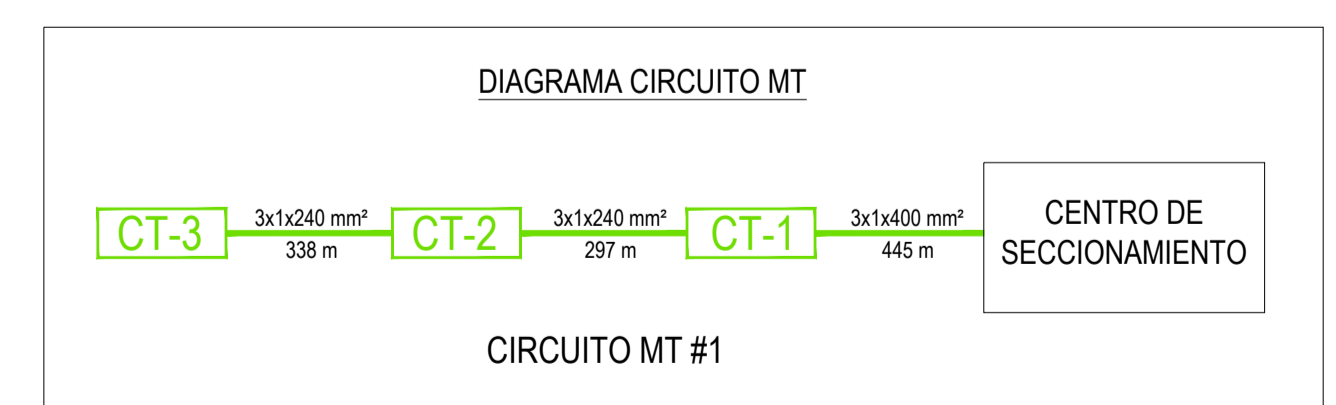 DIAGRAMA CIRCUITO MT
CT-3
3x1x240 mm²
338 m
CT-2
3x1x240 mm²
297 m
CT-1
3x1x400 mm²
445 m
CENTRO DE
SECCIONAMIENTO
CIRCUITO MT #1